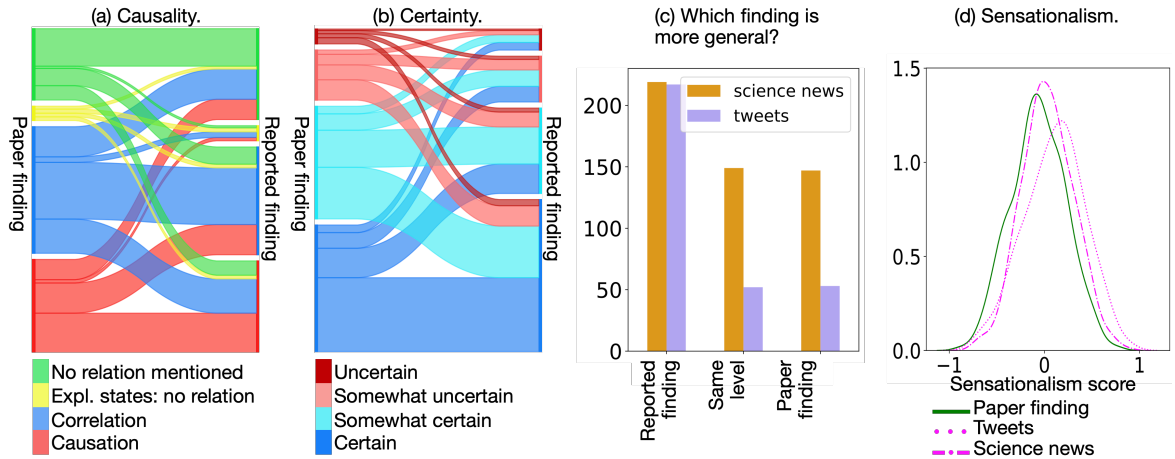 (a) Causality.
Paper finding
Reported finding
No relation mentioned
Expl. states: no relation
Correlation
Causation
(b) Certainty.
Paper finding
Reported finding
Uncertain
Somewhat uncertain
Somewhat certain
Certain
(c) Which finding is
more general?
science news
tweets
200
150
100
50
0
Reported
finding
Same
level
Paper
finding
(d) Sensationalism.
1.5
1.0
0.5
0.0
−1
0
1
Sensationalism score
Paper finding
Tweets
Science news